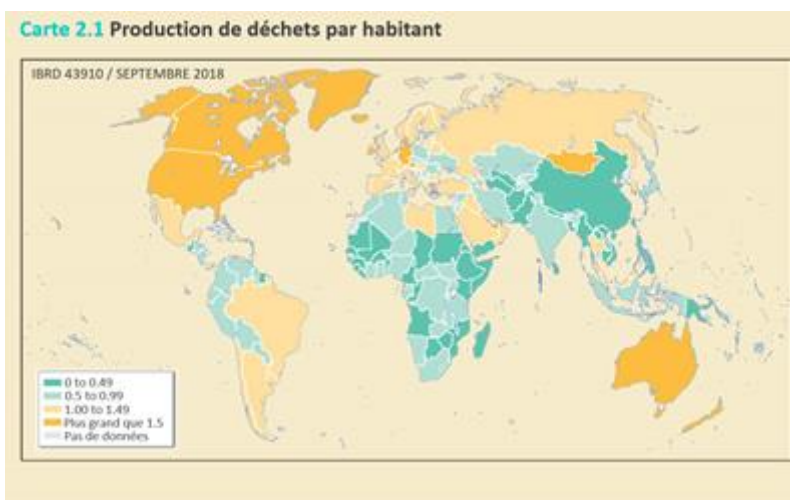 Carte 2.1 Production de déchets par habitant
IBRD 43910 / SEPTEMBRE 2018
0 to 0.49
0.5 to 0.99
1.00 to 1.49
Plus grand que 1.5
Pas de données